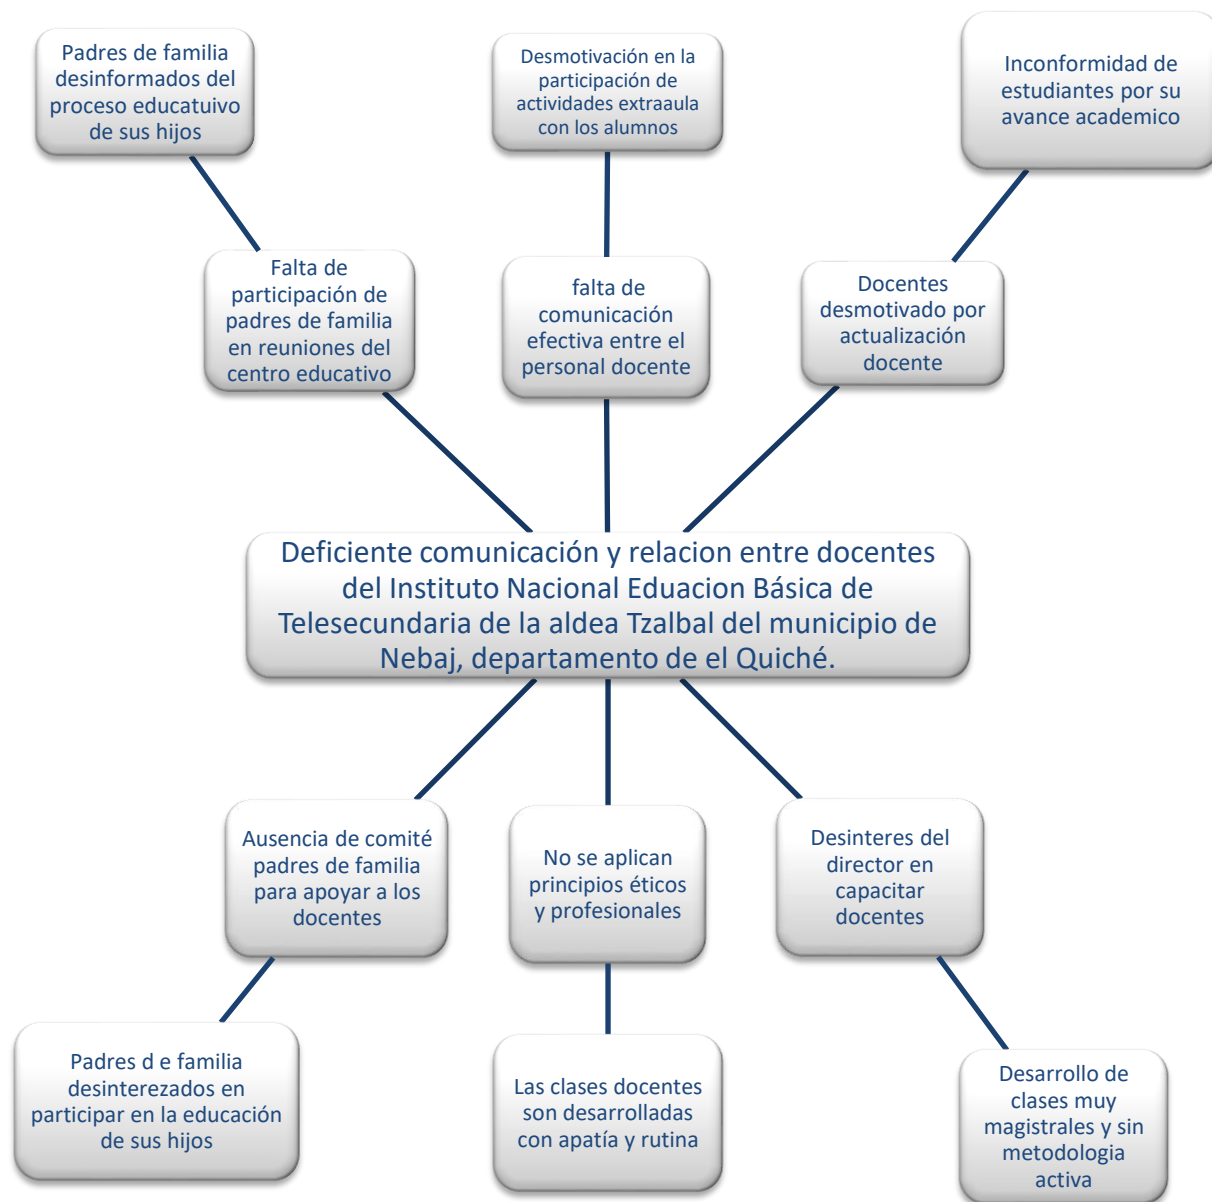 Padres de familia
desinformados del
proceso educatuivo
de sus hijos
Desmotivación en la
participación de
actividades extraaula
con los alumnos
Inconformidad de
estudiantes por su
avance academico
Falta de
participación de
padres de familia
en reuniones del
centro educativo
falta de
comunicación
efectiva entre el
personal docente
Docentes
desmotivado por
actualización
docente
Deficiente comunicación y relacion entre docentes
del Instituto Nacional Eduacion Básica de
Telesecundaria de la aldea Tzalbal del municipio de
Nebaj, departamento de el Quiché.
Ausencia de comité
padres de familia
para apoyar a los
docentes
No se aplican
principios éticos
y profesionales
Desinteres del
director en
capacitar
docentes
Padres d e familia
desinterezados en
participar en la educación
de sus hijos
Las clases docentes
son desarrolladas
con apatía y rutina
Desarrollo de
clases muy
magistrales y sin
metodologia
activa